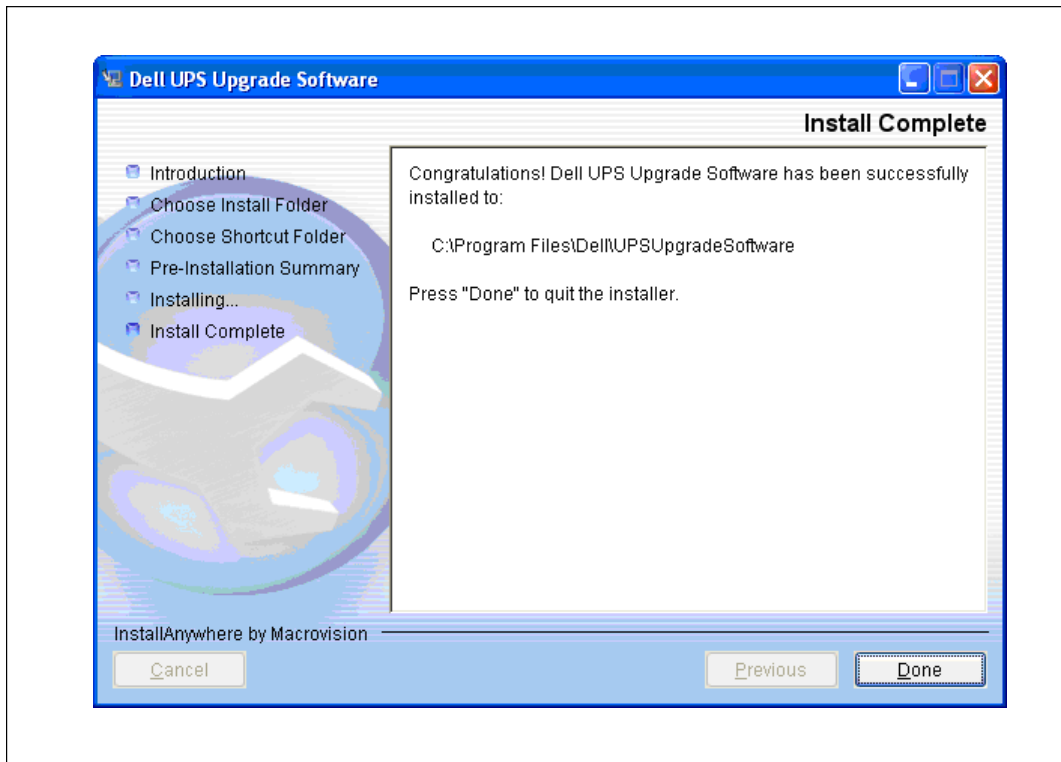 Dell UPS Upgrade Software
Install Complete
Introduction
Choose Install Folder
Choose Shortcut Folder
Pre-Installation Summary
Installing...
Install Complete
Congratulations! Dell UPS Upgrade Software has been successfully
installed to:
C:\Program Files\Dell\UPSUpgradeSoftware
Press "Done" to quit the installer.
InstallAnywhere by Macrovision
Cancel
Previous
Done